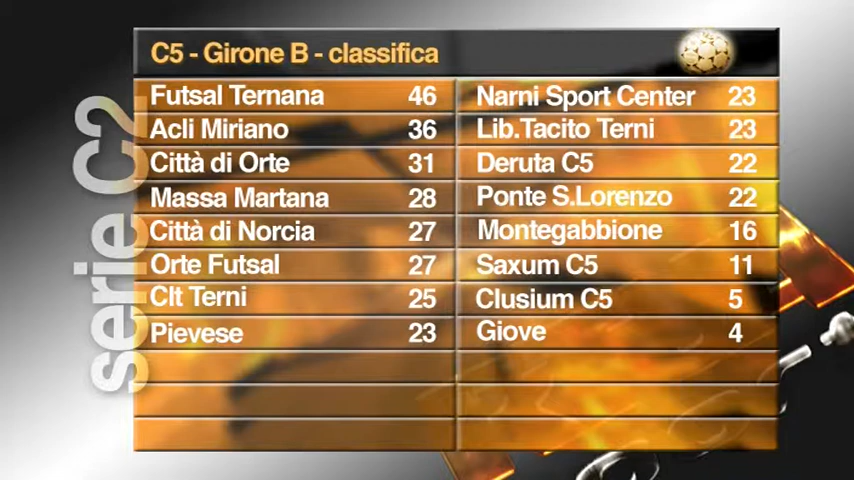 C5 - Girone B - classifica
serie C2
Futsal Ternana 46
Acli Miriano 36
Città di Orte 31
Massa Martana 28
Città di Norcia 27
Orte Futsal 27
Clt Terni 25
Pievese 23
Narni Sport Center 23
Lib.Tacito Terni 23
Deruta C5 22
Ponte S.Lorenzo 22
Montegabbione 16
Saxum C5 11
Clusium C5 5
Giove 4